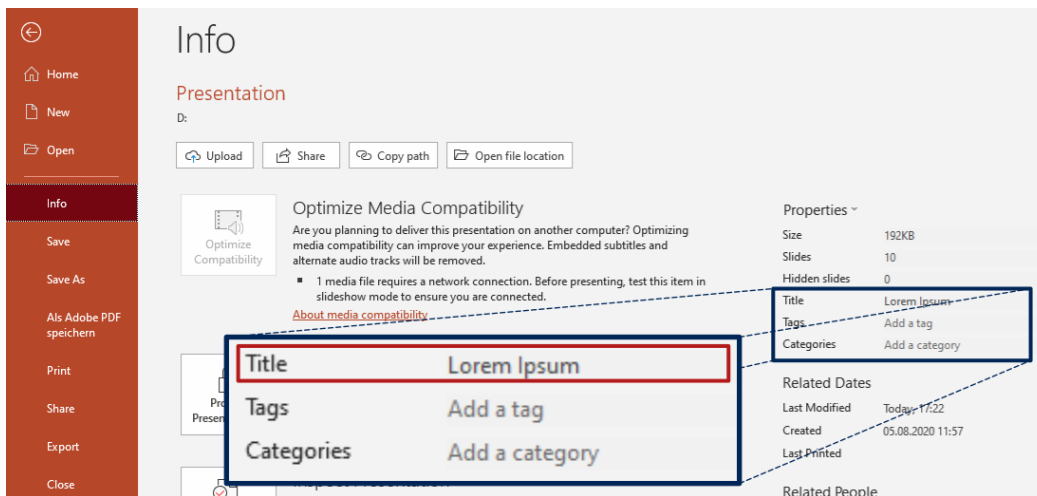 Info
Home
New
Open
Info
Save
Save As
Als Adobe PDF
speichern
Print
Share
Export
Close
Presentation
D:
Upload
Share
Copy path
Open file location
Optimize
Compatibility
Optimize Media Compatibility
Are you planning to deliver this presentation on another computer? Optimizing
media compatibility can improve your experience. Embedded subtitles and
alternate audio tracks will be removed.
1 media file requires a network connection. Before presenting, test this item in
slideshow mode to ensure you are connected.
About media compatibility
Properties
Size 192KB
Slides 10
Hidden slides 0
Title Lorem Ipsum
Tags Add a tag
Categories Add a category
Title Lorem Ipsum
Tags Add a tag
Categories Add a category
Related Dates
Last Modified Today, 17:22
Created 05.08.2020 11:57
Last Printed
Related People